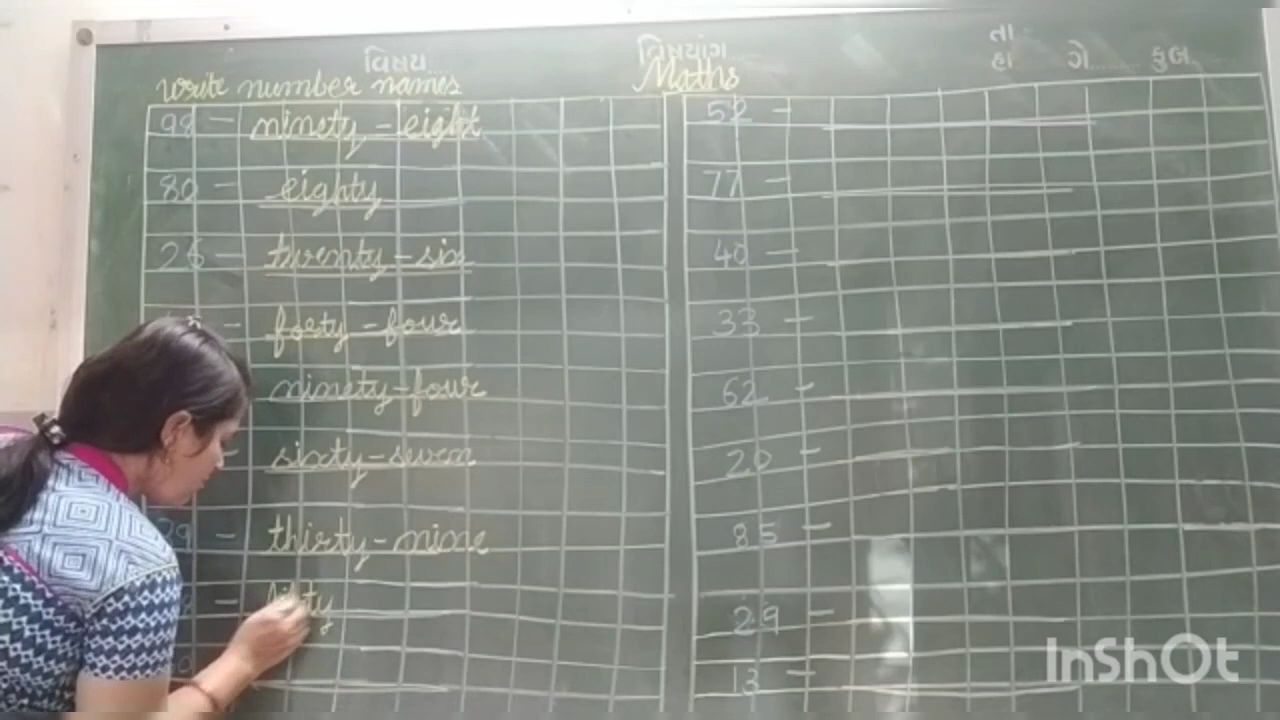 વિષય
વિષયાંગ
તા
હા ગે........ કુલ......
write number names
Maths
98 - ninety - eight
80 - eighty
26 - twenty - six
- forty - four
ninety-four
- sixty - seven
39 - thirty - nine
-
52 -
77 -
40 -
33 -
62 -
20 -
85 -
29 -
13 -
InShOt